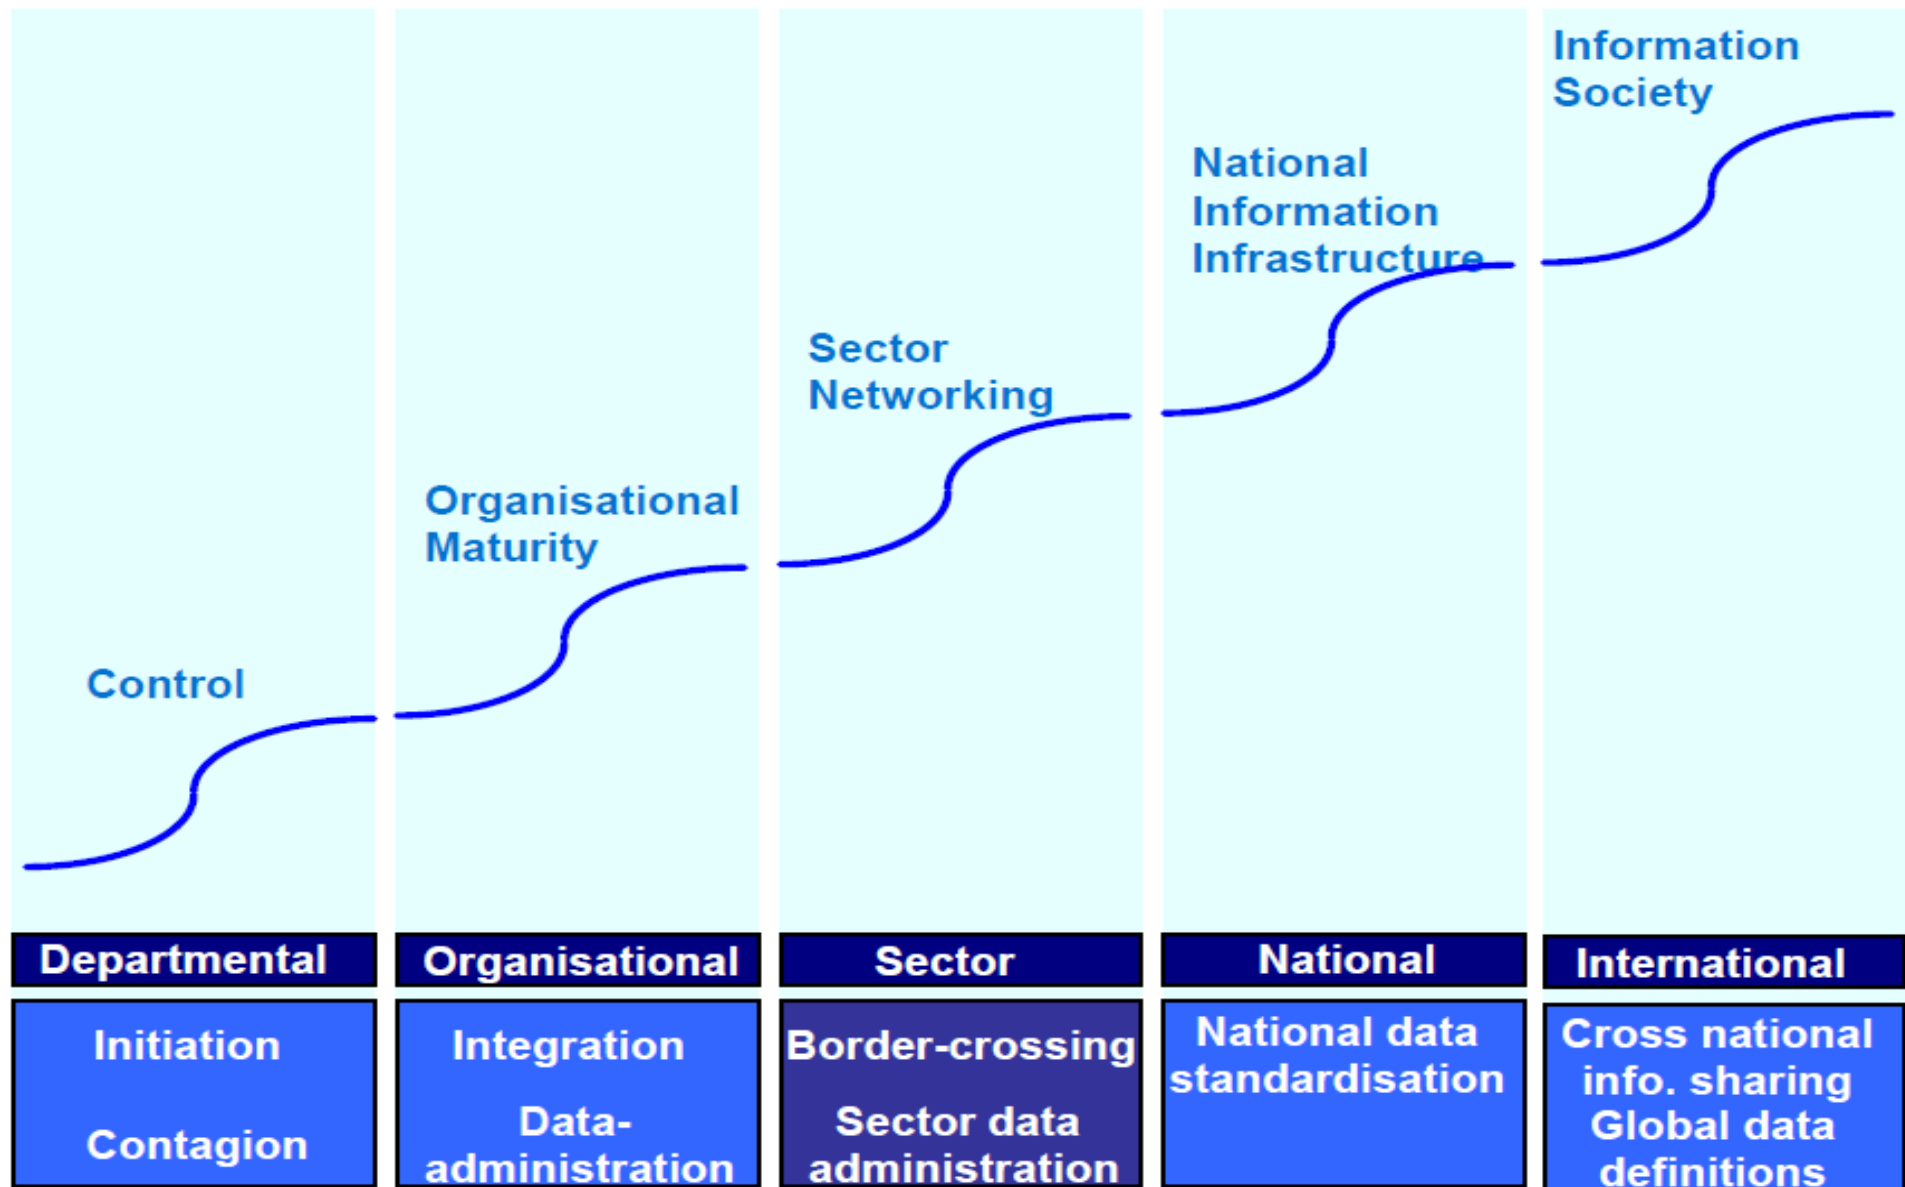 Information
Society
National
Information
Infrastructure
Sector
Networking
Organisational
Maturity
Control
Departmental
Organisational
Sector
National
International
Initiation
Contagion
Integration
Data-
administration
Border-crossing
Sector data
administration
National data
standardisation
Cross national
info. sharing
Global data
definitions